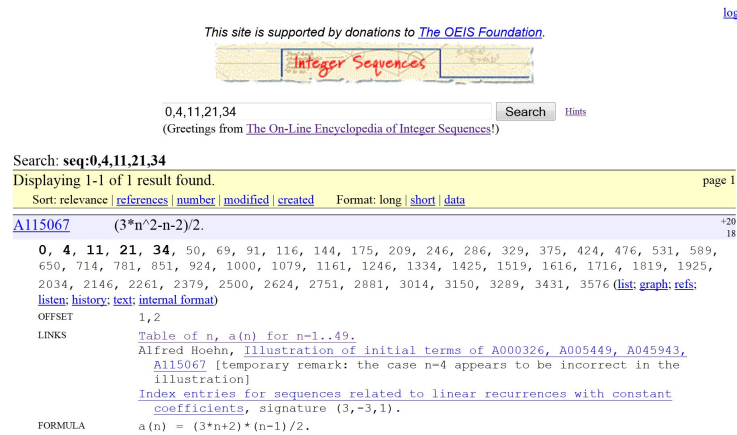 log
This site is supported by donations to The OEIS Foundation.
Integer Sequences
0,4,11,21,34 Search Hints
(Greetings from The On-Line Encyclopedia of Integer Sequences!)
Search: seq:0,4,11,21,34
Displaying 1-1 of 1 result found. page 1
Sort: relevance | references | number | modified | created Format: long | short | data
A115067 (3*n^2-n-2)/2. +20
18
0, 4, 11, 21, 34, 50, 69, 91, 116, 144, 175, 209, 246, 286, 329, 375, 424, 476, 531, 589,
650, 714, 781, 851, 924, 1000, 1079, 1161, 1246, 1334, 1425, 1519, 1616, 1716, 1819, 1925,
2034, 2146, 2261, 2379, 2500, 2624, 2751, 2881, 3014, 3150, 3289, 3431, 3576 (list; graph; refs;
listen; history; text; internal format)
OFFSET 1,2
LINKS Table of n, a(n) for n=1..49.
Alfred Hoehn, Illustration of initial terms of A000326, A005449, A045943,
A115067 [temporary remark: the case n=4 appears to be incorrect in the
illustration]
Index entries for sequences related to linear recurrences with constant
coefficients, signature (3,-3,1).
FORMULA a(n) = (3*n+2)*(n-1)/2.